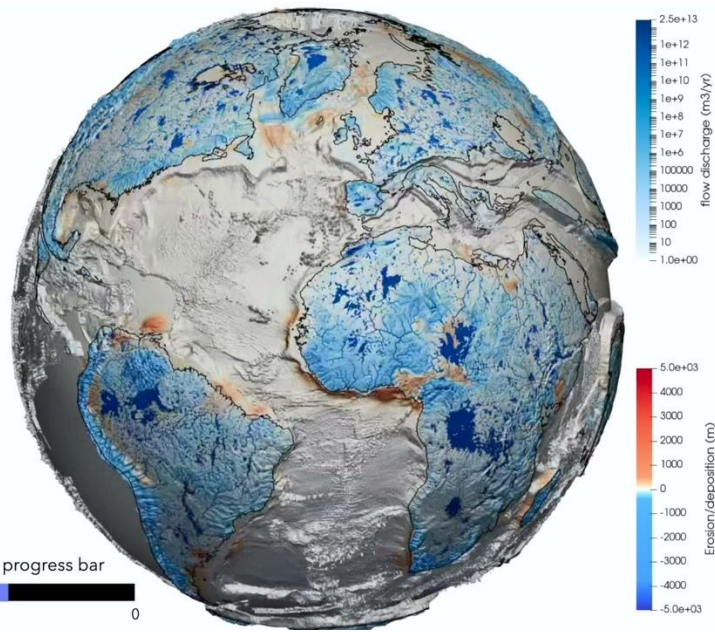 2.5e+13
1e+12
1e+11
1e+10
1e+9
1e+8
1e+7
1e+6
100000
10000
1000
100
10
1.0e+00
flow discharge (m3/yr)
5.0e+03
4000
3000
2000
1000
0
-1000
-2000
-3000
-4000
-5.0e+03
Erosion/deposition (m)
progress bar
0